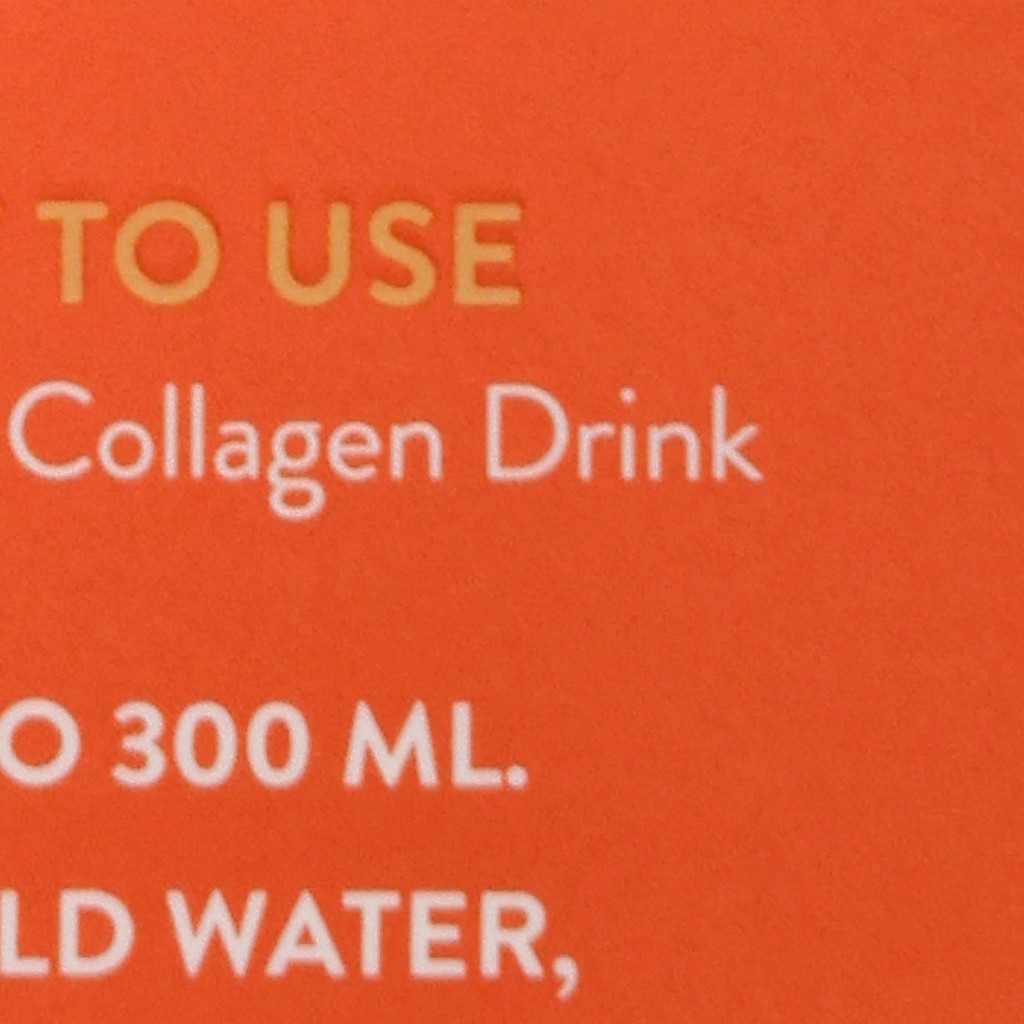 TO USE
Collagen Drink
O 300 ML.
LD WATER,